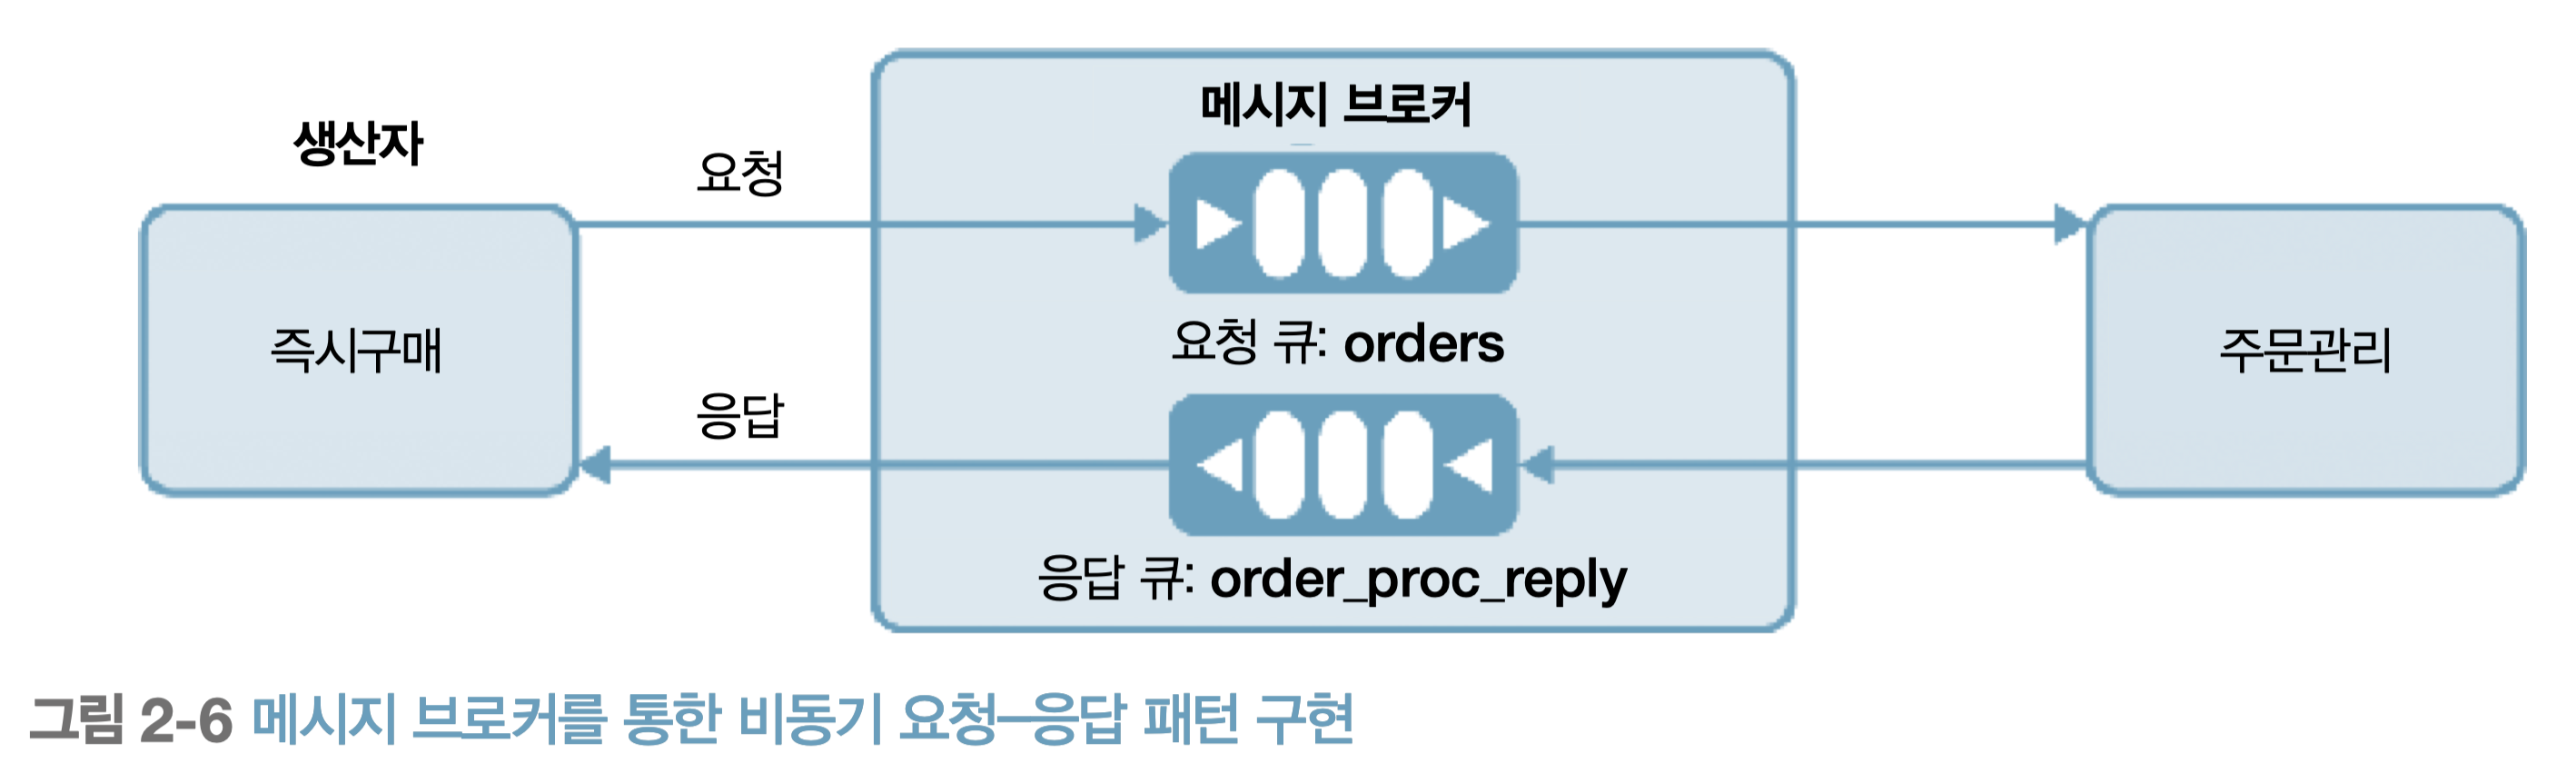 메시지 브로커
생산자
요청
즉시구매
요청 큐: orders
주문관리
응답
응답 큐: order_proc_reply
그림 2-6 메시지 브로커를 통한 비동기 요청–응답 패턴 구현